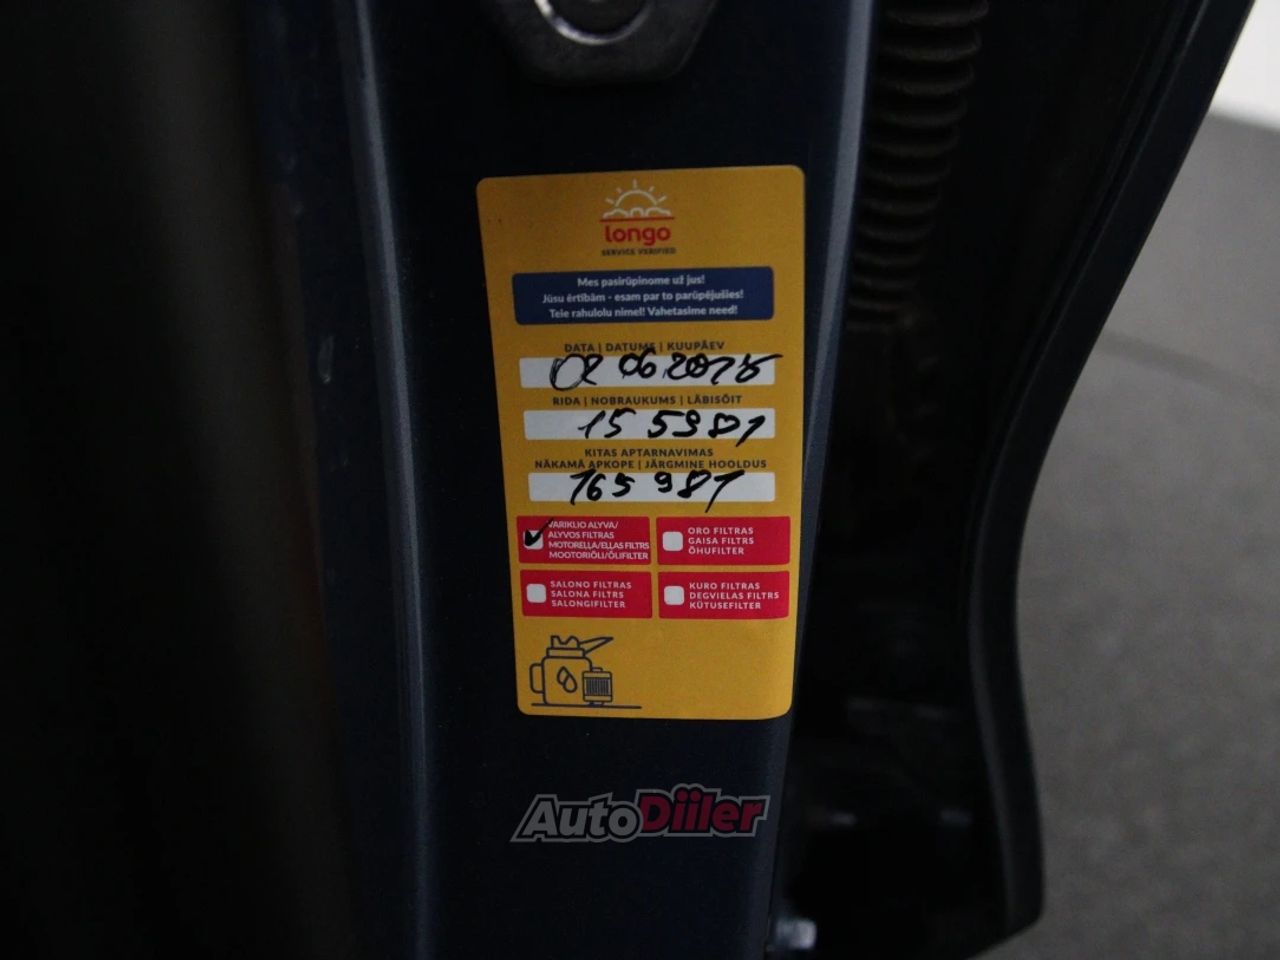 longo
SERVICE VERIFIED
Mes pasirūpinome už jus!
Jūsu ērtībām - esam par to parūpējušies!
Teie rahulolu nimel! Vahetasime need!
DATA | DATUMS | KUUPÄEV
02 06
RIDA | NOBRAUKUMS | LÄBISÕIT
155981
KITAS APTARNAVIMAS
NĀKAMĀ APKOPE | JÄRGMINE HOOLDUS
165981
VARIKLIO ALYVA/
ALYVOS FILTRAS
MOTOREĻĻA/EĻĻAS FILTRS
MOOTORIÕLI/ÕLIFILTER
ORO FILTRAS
GAISA FILTRS
ÕHUFILTER
SALONO FILTRAS
SALONA FILTRS
SALONGIFILTER
KURO FILTRAS
DEGVIELAS FILTRS
KÜTUSEFILTER
AutoDiiler